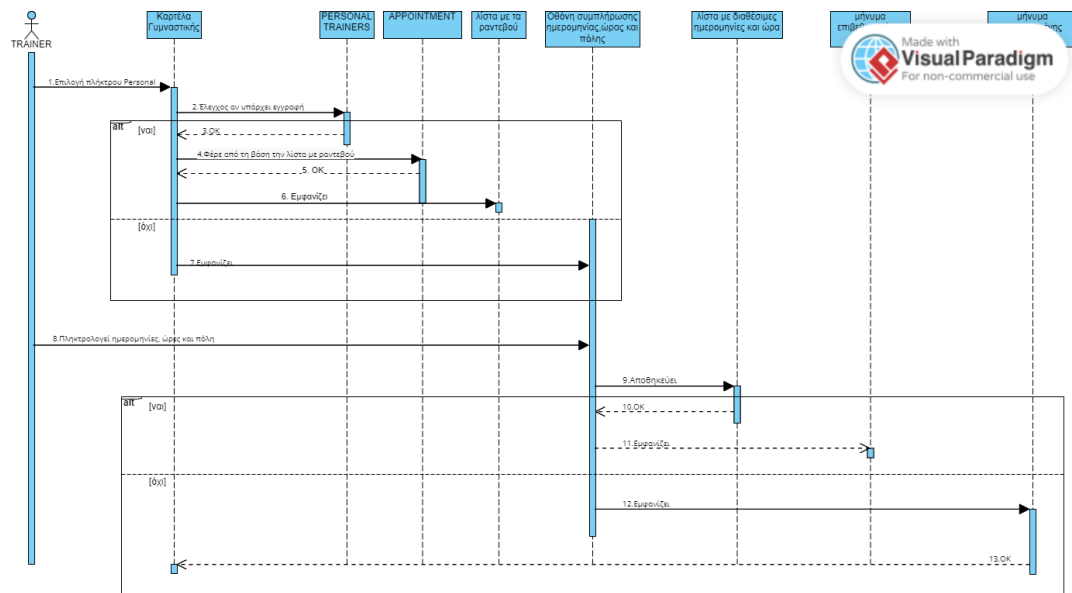 Καρτέλα
Γυμναστικής
PERSONAL
TRAINERS
APPOINTMENT
λίστα με τα
ραντεβού
Οθόνη συμπλήρωσης
ημερομηνίας,ώρας και
πόλης
λίστα με διαθέσιμες
ημερομηνίες και ώρα
μήνυμα
μήνυμα
Made with
Visual Paradigm
For non-commercial use
TRAINER
1.Επιλογή πλήκτρου Personal
2.Έλεγχος αν υπάρχει εγγραφή
alt
[ναι]
3.OK
4.Φέρε από τη βάση την λίστα με ραντεβού
5. OK
6. Εμφανίζει
[όχι]
7.Εμφανίζει
8.Πληκτρολογεί ημερομηνίες, ώρες και πόλη
9.Αποθηκεύει
alt
[ναι]
10.OK
11.Εμφανίζει
[όχι]
12.Εμφανίζει
13.OK